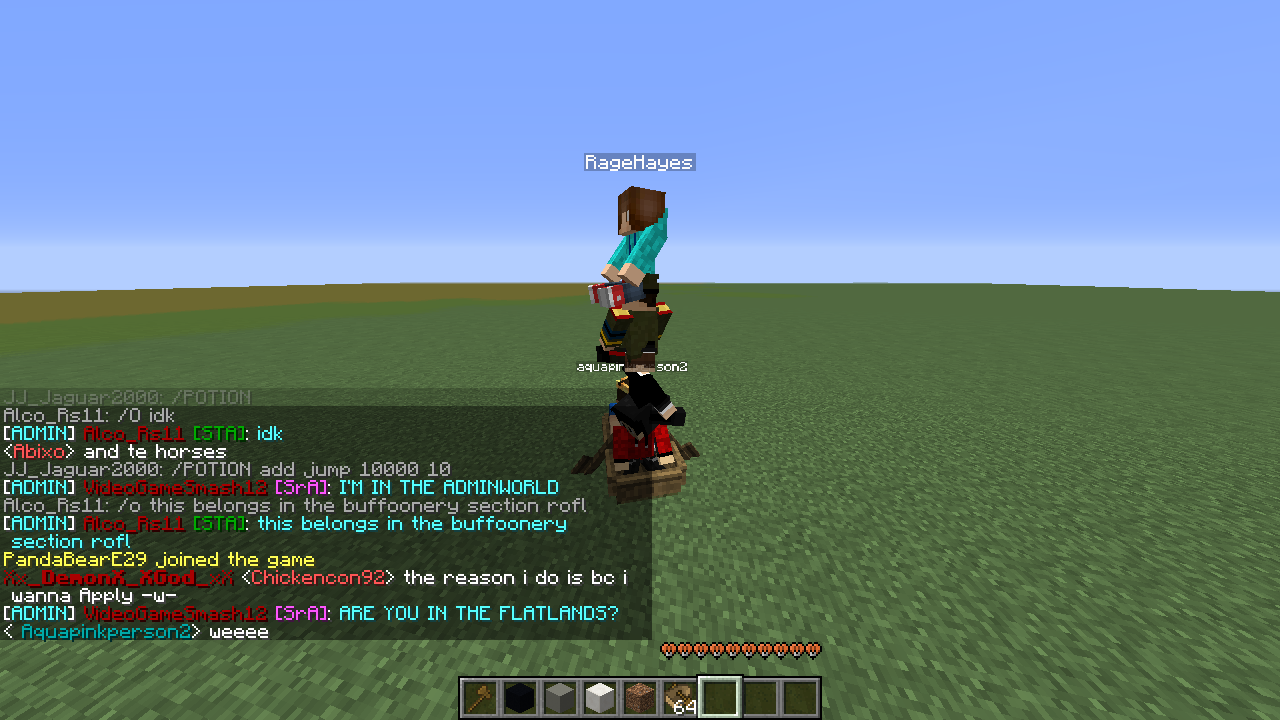 RageHayes
aquapin son2
JJ_Jaguar2000: /POTION
Alco_Rs11: /O idk
[ADMIN] Alco_Rs11 [STA]: idk
<Abixo> and te horses
JJ_Jaguar2000: /POTION add jump 10000 10
[ADMIN] VideoGameSmash12 [SrA]: I'M IN THE ADMINWORLD
Alco_Rs11: /o this belongs in the buffoonery section rofl
[ADMIN] Alco_Rs11 [STA]: this belongs in the buffoonery
section rofl
PandaBearE29 joined the game
Xx_DemonX_XGod_xX <Chickencon92> the reason i do is bc i
wanna Apply -w-
[ADMIN] VideoGameSmash12 [SrA]: ARE YOU IN THE FLATLANDS?
< Aquapinkperson2> weeee
64